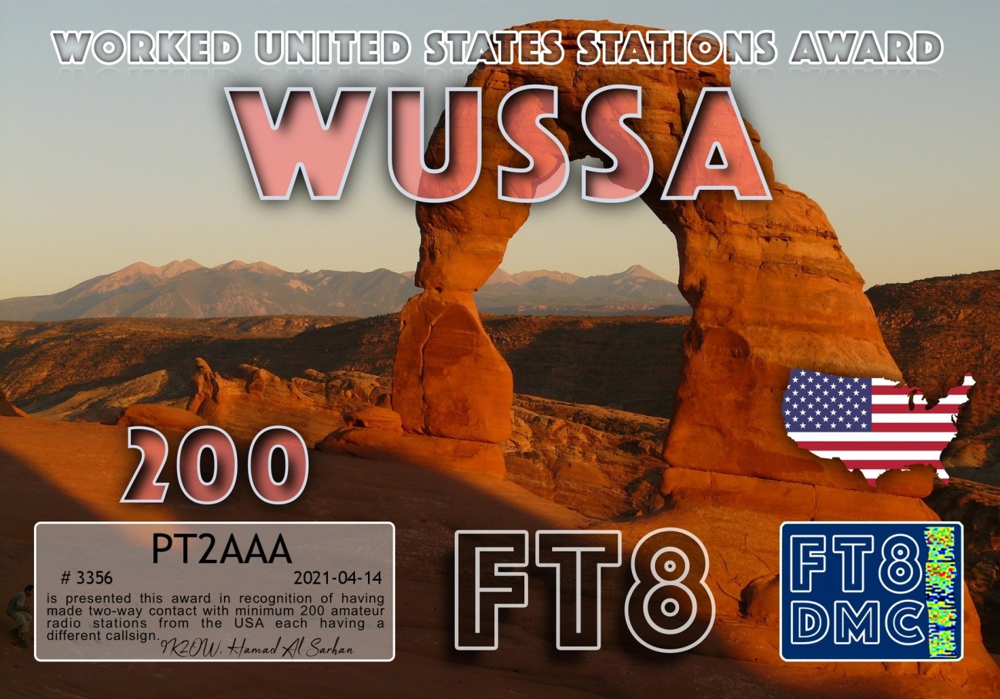 WORKED UNITED STATES STATIONS AWARD
WUSSA
200
PT2AAA
# 3356 2021-04-14
is presented this award in recognition of having
made two-way contact with minimum 200 amateur
radio stations from the USA each having a
different callsign.
9K2OW. Hamad Al Sarhan
FT8
FT8
DMC